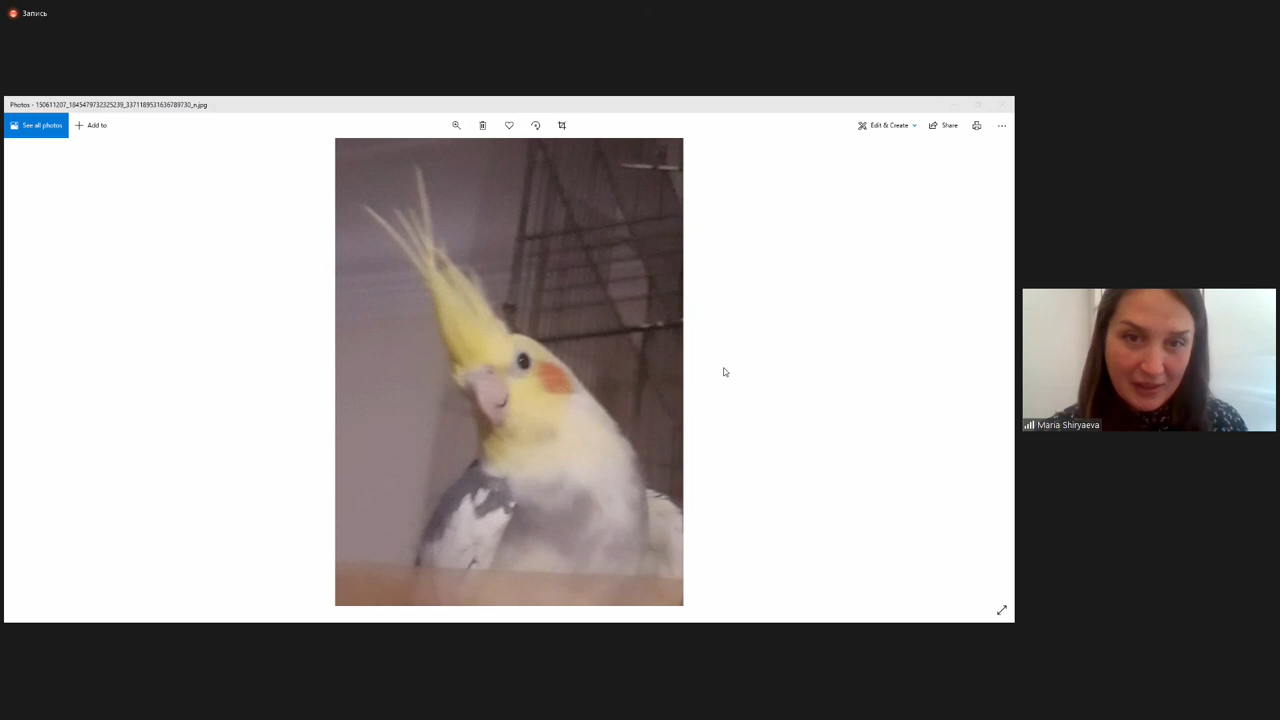 Запись
Photos - 150611207_1845479732325239_3371189531636789730_n.jpg
See all photos
Add to
Edit & Create
Share
Maria Shiryaeva